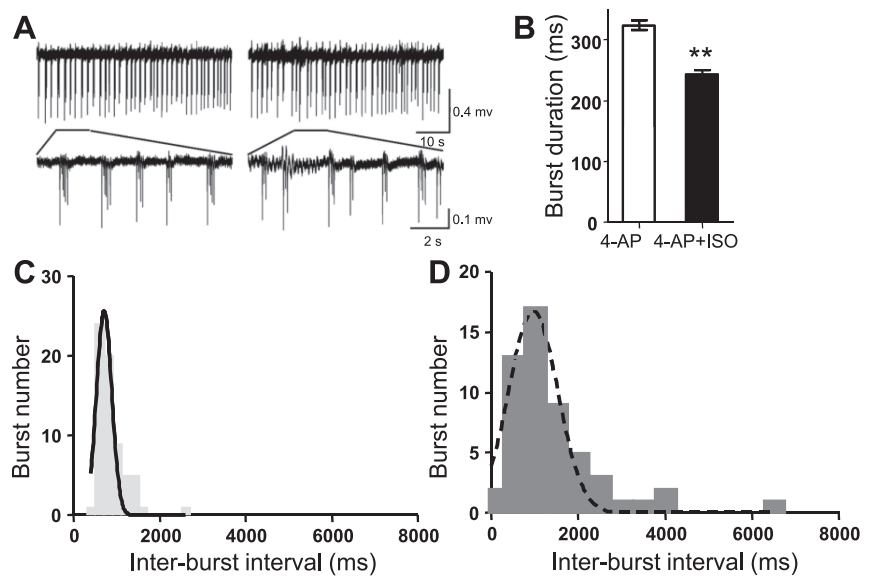 A
0.4 mv
10 s
0.1 mv
2 s
B
Burst duration (ms)
300
200
100
0
**
4-AP 4-AP+ISO
C
Burst number
30
20
10
0
0 2000 4000 6000 8000
Inter-burst interval (ms)
D
Burst number
20
15
10
5
0
0 2000 4000 6000 8000
Inter-burst interval (ms)